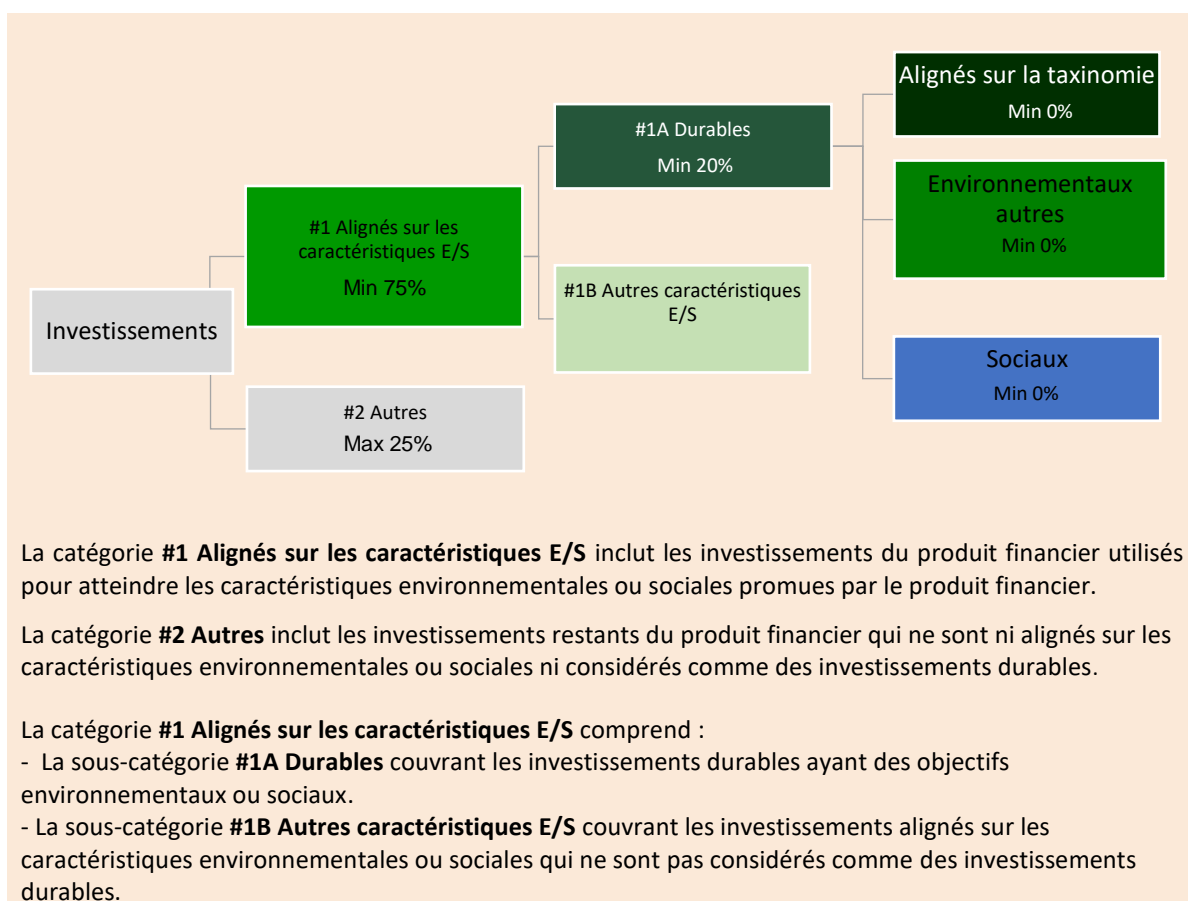 Alignés sur la taxinomie
Min 0%
#1A Durables
Min 20%
Environnementaux
autres
Min 0%
#1 Alignés sur les
caractéristiques E/S
Min 75%
#1B Autres caractéristiques
E/S
Investissements
Sociaux
Min 0%
#2 Autres
Max 25%
La catégorie #1 Alignés sur les caractéristiques E/S inclut les investissements du produit financier utilisés
pour atteindre les caractéristiques environnementales ou sociales promues par le produit financier.
La catégorie #2 Autres inclut les investissements restants du produit financier qui ne sont ni alignés sur les
caractéristiques environnementales ou sociales ni considérés comme des investissements durables.
La catégorie #1 Alignés sur les caractéristiques E/S comprend :
- La sous-catégorie #1A Durables couvrant les investissements durables ayant des objectifs
environnementaux ou sociaux.
- La sous-catégorie #1B Autres caractéristiques E/S couvrant les investissements alignés sur les
caractéristiques environnementales ou sociales qui ne sont pas considérés comme des investissements
durables.